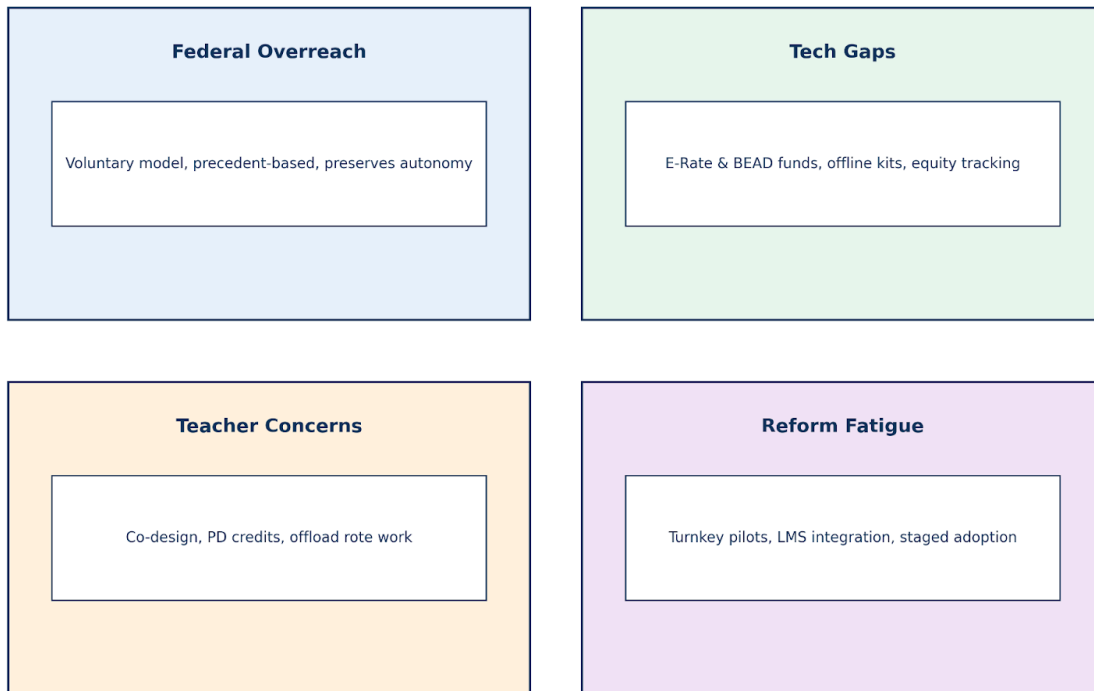 Federal Overreach
Voluntary model, precedent-based, preserves autonomy
Tech Gaps
E-Rate & BEAD funds, offline kits, equity tracking
Teacher Concerns
Co-design, PD credits, offload rote work
Reform Fatigue
Turnkey pilots, LMS integration, staged adoption